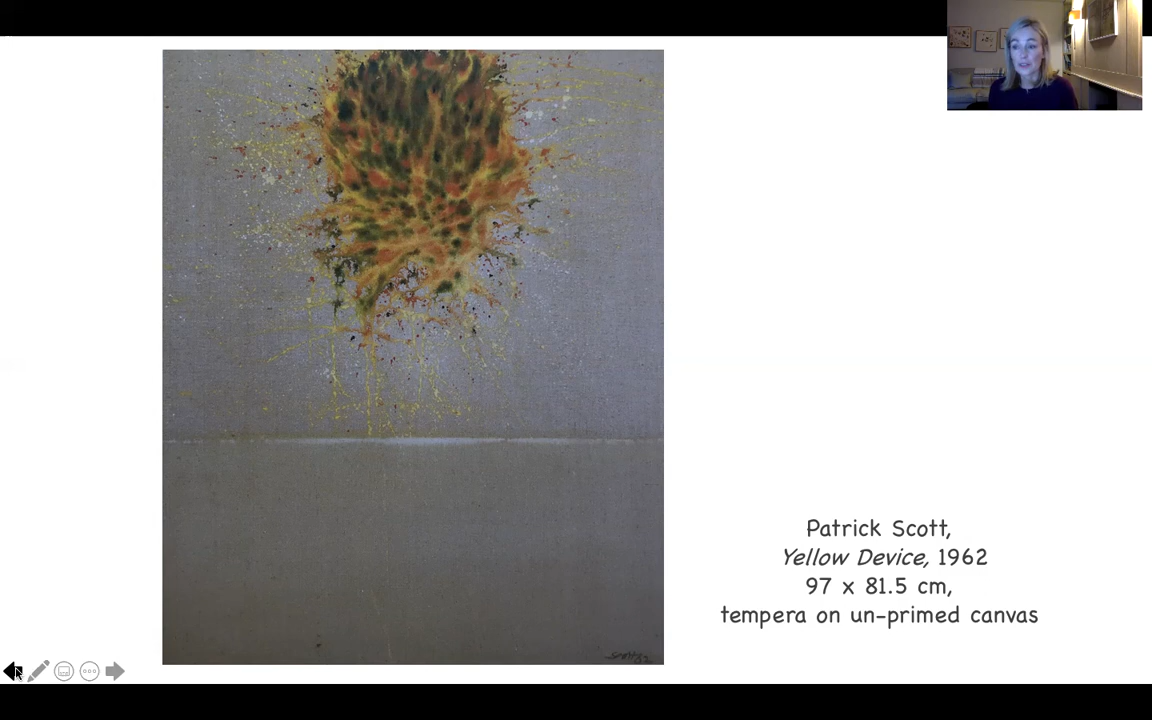 Patrick Scott,
Yellow Device, 1962
97 x 81.5 cm,
tempera on un-primed canvas